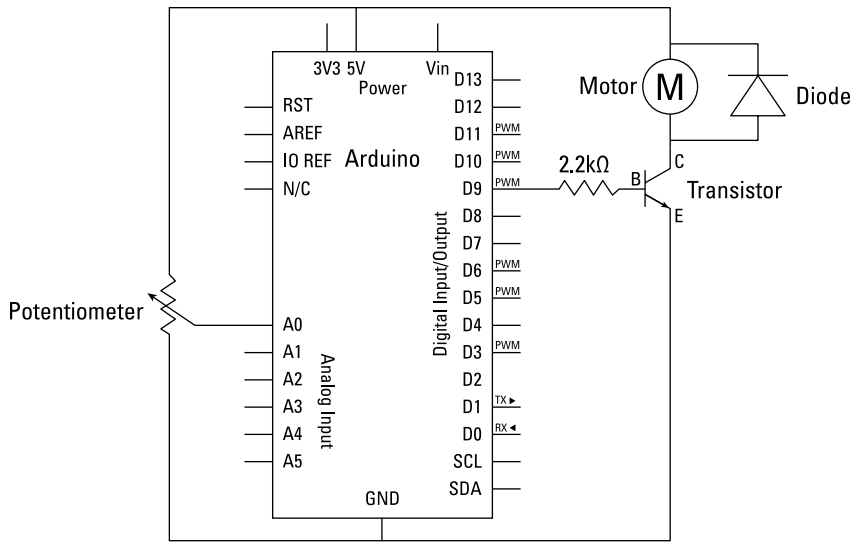 3V3 5V
Vin
Power
D13
Motor
M
Diode
RST
D12
AREF
D11 PWM
IO REF
Arduino
D10 PWM
2.2kΩ
C
N/C
D9 PWM
B
Transistor
D8
E
D7
D6 PWM
Digital Input/Output
D5 PWM
Potentiometer
A0
D4
A1
D3 PWM
Analog Input
A2
D2
A3
D1 TX ▶
A4
D0 RX ◀
A5
SCL
SDA
GND